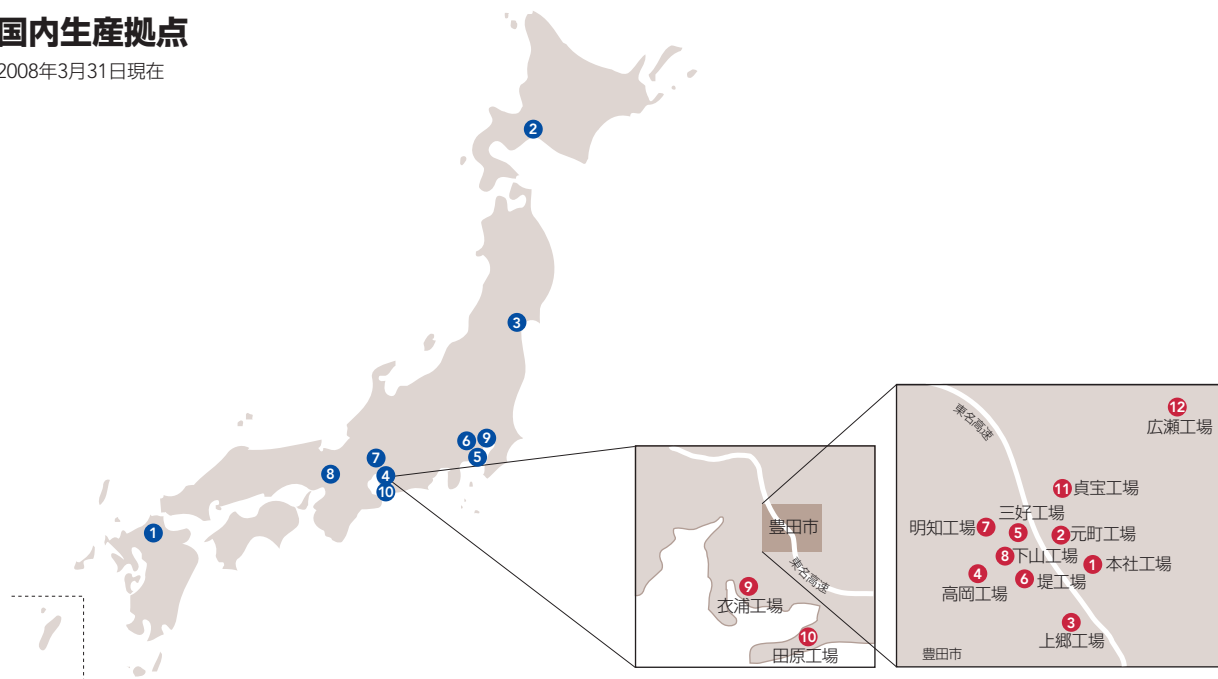 国内生産拠点
2008年3月31日現在
2
3
6
9
5
7
8
4
10
1
豊田市
東名高速
9
衣浦工場
10
田原工場
東名高速
12
広瀬工場
11
貞宝工場
三好工場
明知工場 7
5
2 元町工場
8 下山工場
1 本社工場
4
高岡工場
6 堤工場
3
上郷工場
豊田市